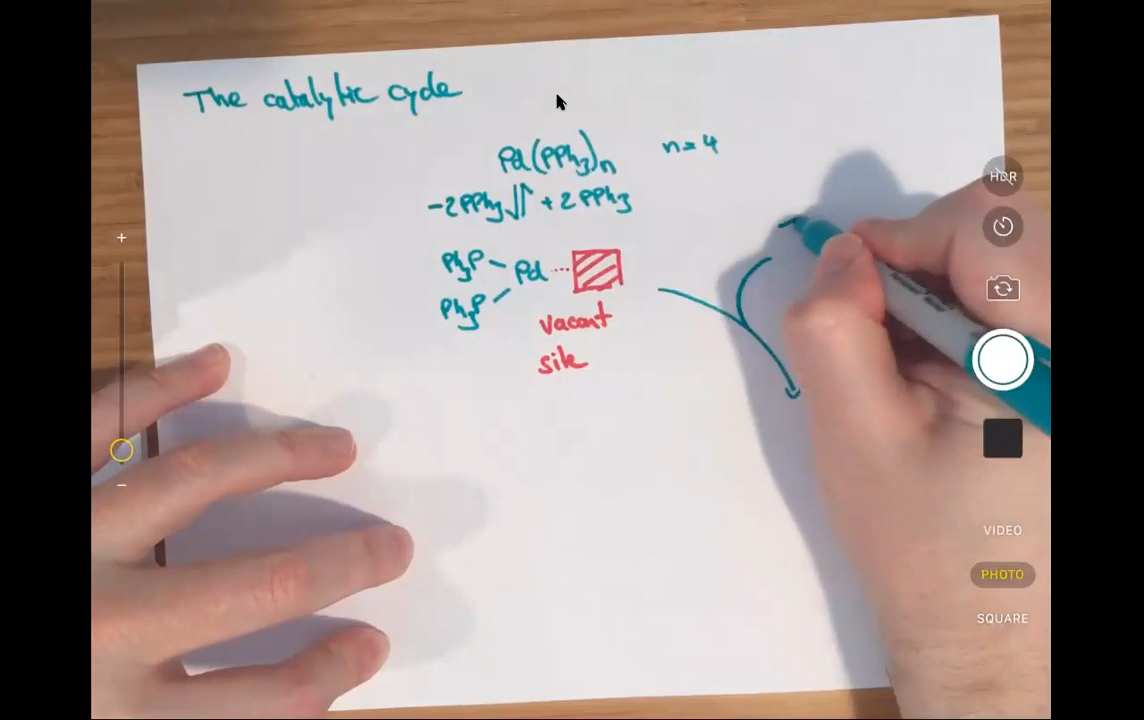 The catalytic cycle
Pd(PPh3)n n=4
-2PPh3 ⇃↾ +2PPh3
Ph3P
Pd
Ph3P
vacant
site
HDR
VIDEO
PHOTO
SQUARE